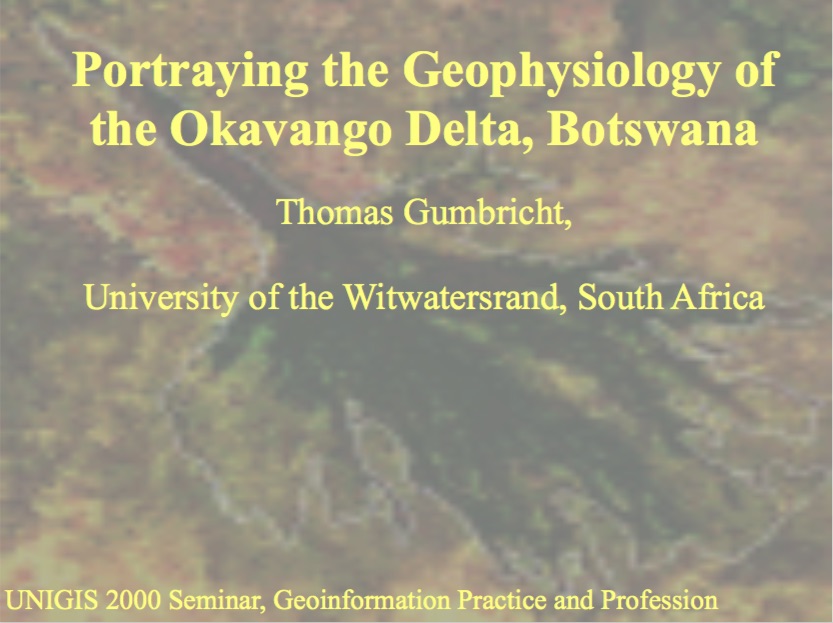 Portraying the Geophysiology of
the Okavango Delta, Botswana
Thomas Gumbricht,
University of the Witwatersrand, South Africa
UNIGIS 2000 Seminar, Geoinformation Practice and Profession